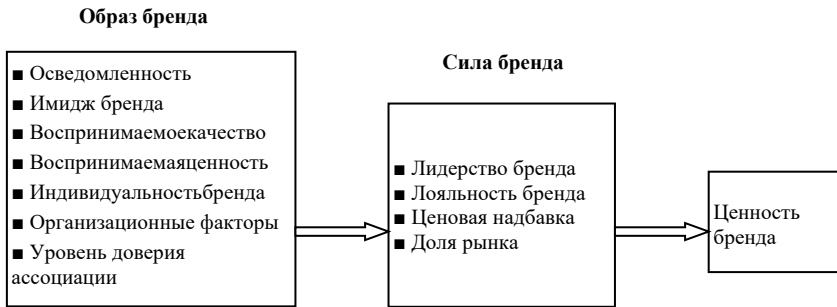 Образ бренда
■ Осведомленность
■ Имидж бренда
■ Воспринимаемоекачество
■ Воспринимаемаяценность
■ Индивидуальностьбренда
■ Организационные факторы
■ Уровень доверия
ассоциации
Сила бренда
■ Лидерство бренда
■ Лояльность бренда
■ Ценовая надбавка
■ Доля рынка
Ценность
бренда